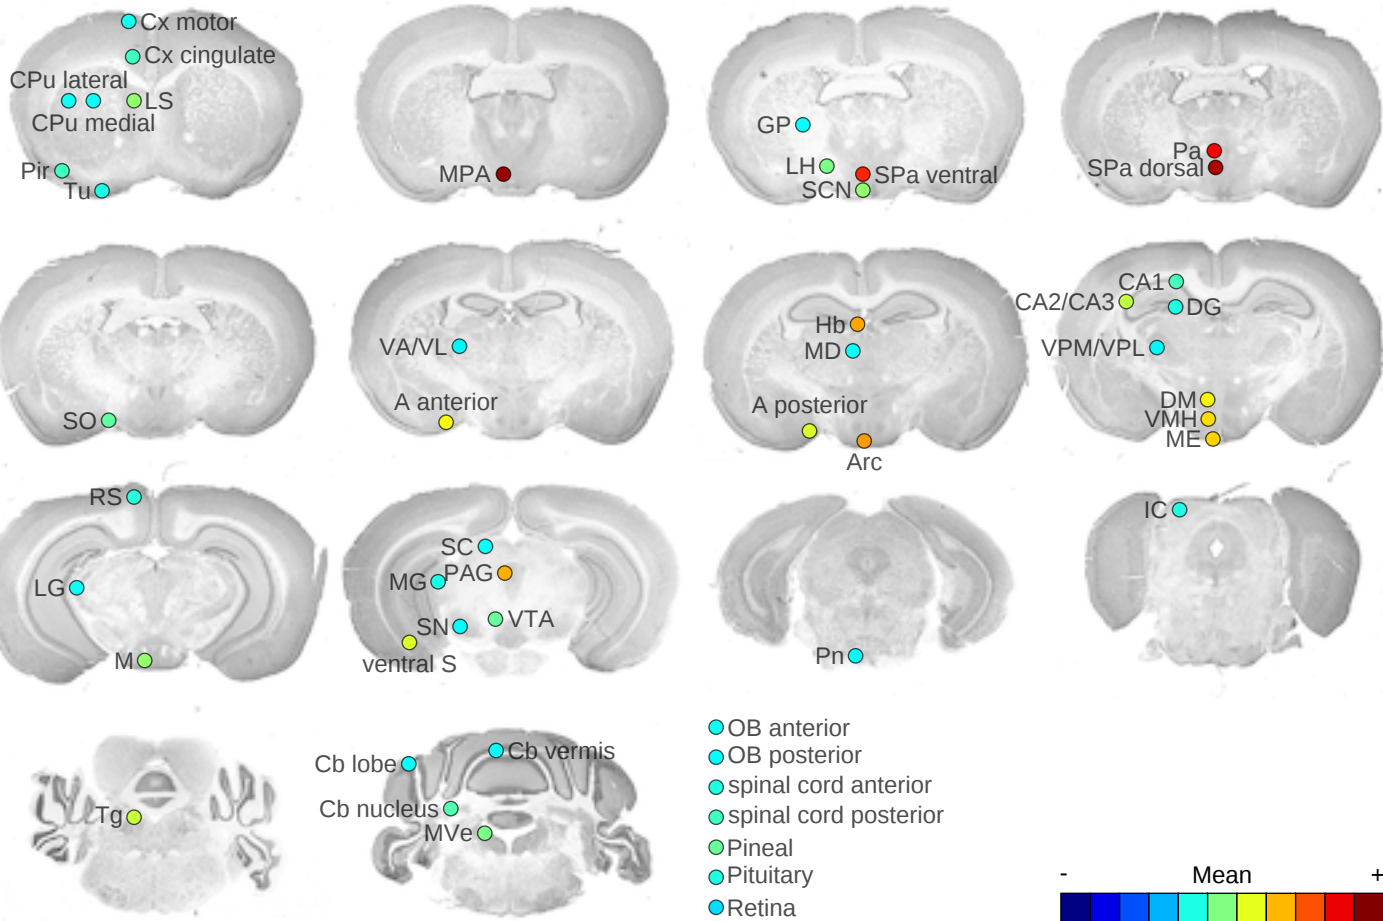 Cx motor
Cx cingulate
CPu lateral
LS
CPu medial
Pir
Tu
MPA
GP
LH
SPa ventral
SCN
Pa
SPa dorsal
SO
VA/VL
A anterior
Hb
MD
A posterior
Arc
CA1
CA2/CA3
DG
VPM/VPL
DM
VMH
ME
RS
LG
M
SC
MG
PAG
SN
VTA
ventral S
Pn
IC
Tg
Cb lobe
Cb vermis
Cb nucleus
MVe
OB anterior
OB posterior
spinal cord anterior
spinal cord posterior
Pineal
Pituitary
Retina
- Mean +